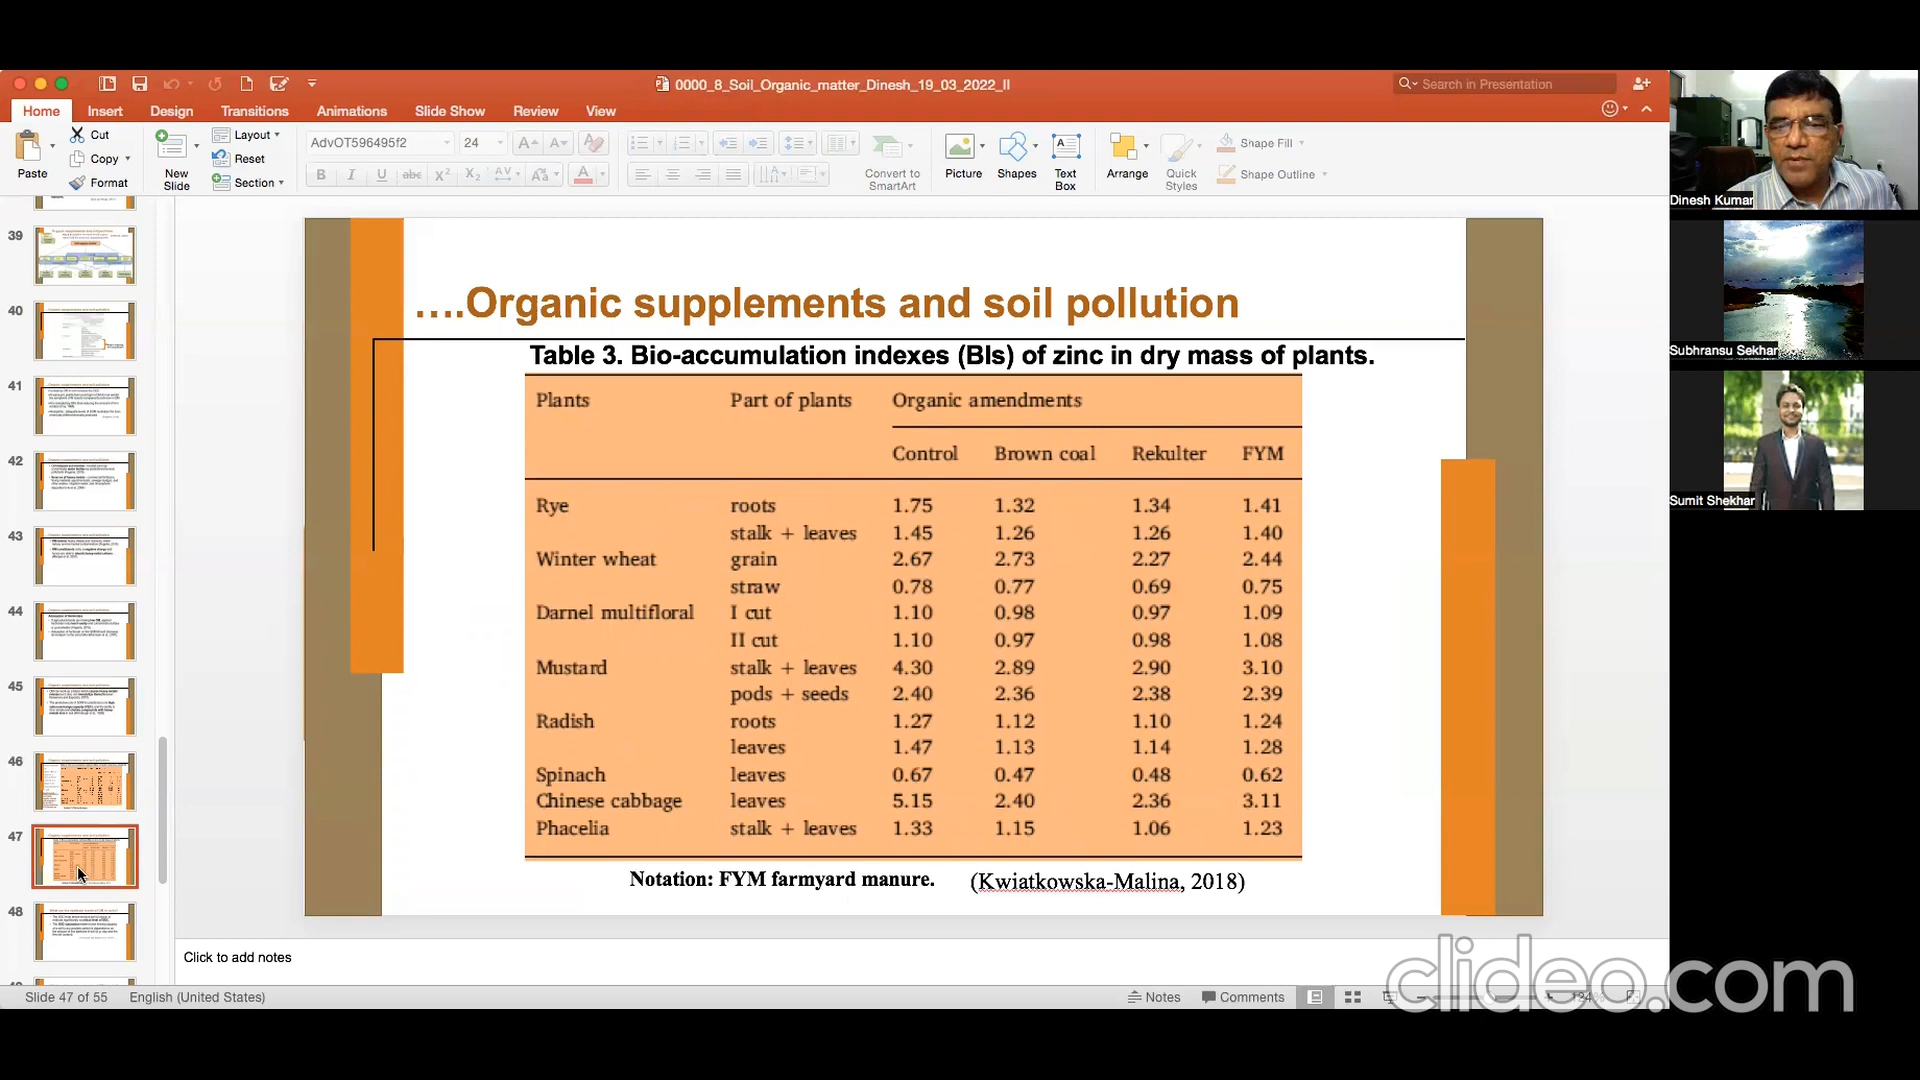 0000_8_Soil_Organic_matter_Dinesh_19_03_2022_II
Search in Presentation
Home Insert Design Transitions Animations Slide Show Review View
Paste
Cut
Copy
Format
New Slide
Layout
Reset
Section
AdvOT596495f2 24
Convert to SmartArt
Picture
Shapes
Text Box
Arrange
Quick Styles
Shape Fill
Shape Outline
39
40
41
42
43
44
45
46
47
48
….Organic supplements and soil pollution
Table 3. Bio-accumulation indexes (BIs) of zinc in dry mass of plants.
Plants Part of plants Organic amendments
Control Brown coal Rekulter FYM
Rye roots 1.75 1.32 1.34 1.41
stalk + leaves 1.45 1.26 1.26 1.40
Winter wheat grain 2.67 2.73 2.27 2.44
straw 0.78 0.77 0.69 0.75
Darnel multifloral I cut 1.10 0.98 0.97 1.09
II cut 1.10 0.97 0.98 1.08
Mustard stalk + leaves 4.30 2.89 2.90 3.10
pods + seeds 2.40 2.36 2.38 2.39
Radish roots 1.27 1.12 1.10 1.24
leaves 1.47 1.13 1.14 1.28
Spinach leaves 0.67 0.47 0.48 0.62
Chinese cabbage leaves 5.15 2.40 2.36 3.11
Phacelia stalk + leaves 1.33 1.15 1.06 1.23
Notation: FYM farmyard manure. (Kwiatkowska-Malina, 2018)
Click to add notes
Slide 47 of 55 English (United States)
Notes Comments 124%
Dinesh Kumar
Subhransu Sekhar
Sumit Shekhar
clideo.com